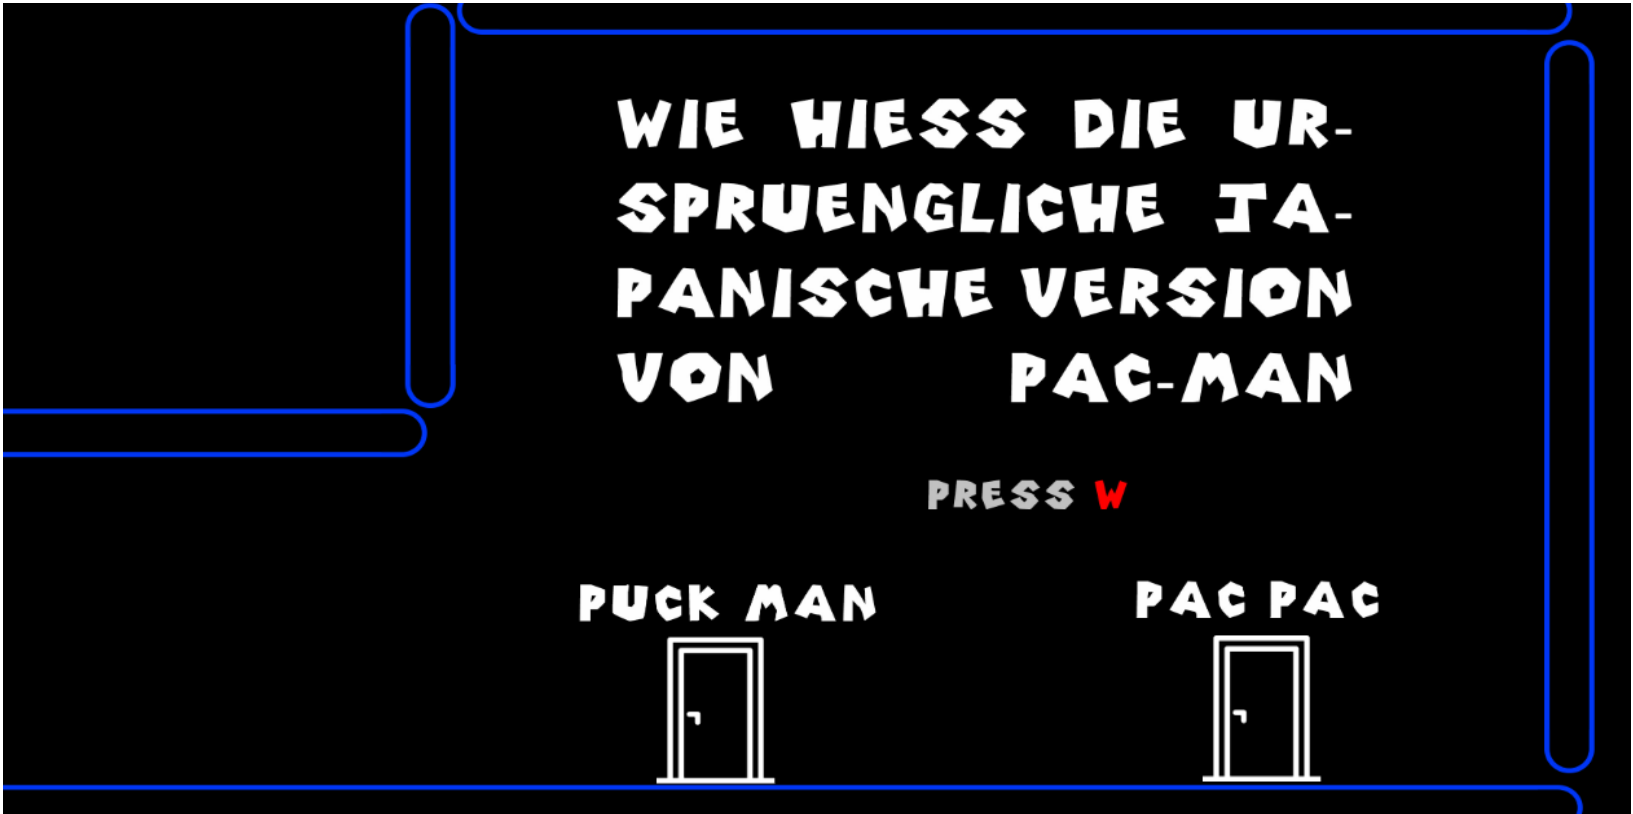 WIE HIESS DIE UR-
SPRUENGLICHE JA-
PANISCHE VERSION
VON PAC-MAN
PRESS W
PUCK MAN PAC PAC